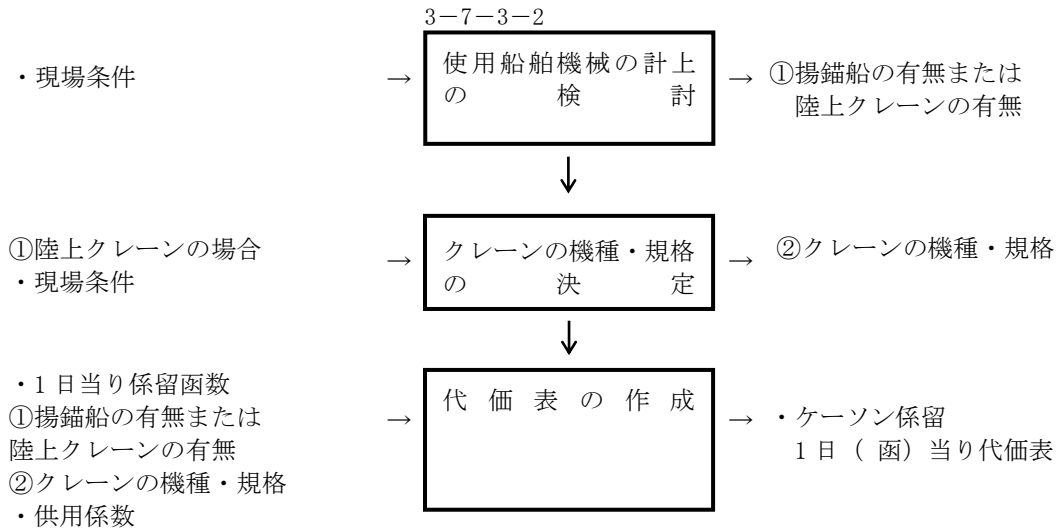 3－7－3－2
・現場条件
→
使用船舶機械の計上
の検討
→
①揚錨船の有無または
陸上クレーンの有無
↓
①陸上クレーンの場合
・現場条件
→
クレーンの機種・規格
の決定
→
②クレーンの機種・規格
↓
・1日当り係留函数
①揚錨船の有無または
陸上クレーンの有無
②クレーンの機種・規格
・供用係数
→
代価表の作成
→
・ケーソン係留
1日（ 函）当り代価表